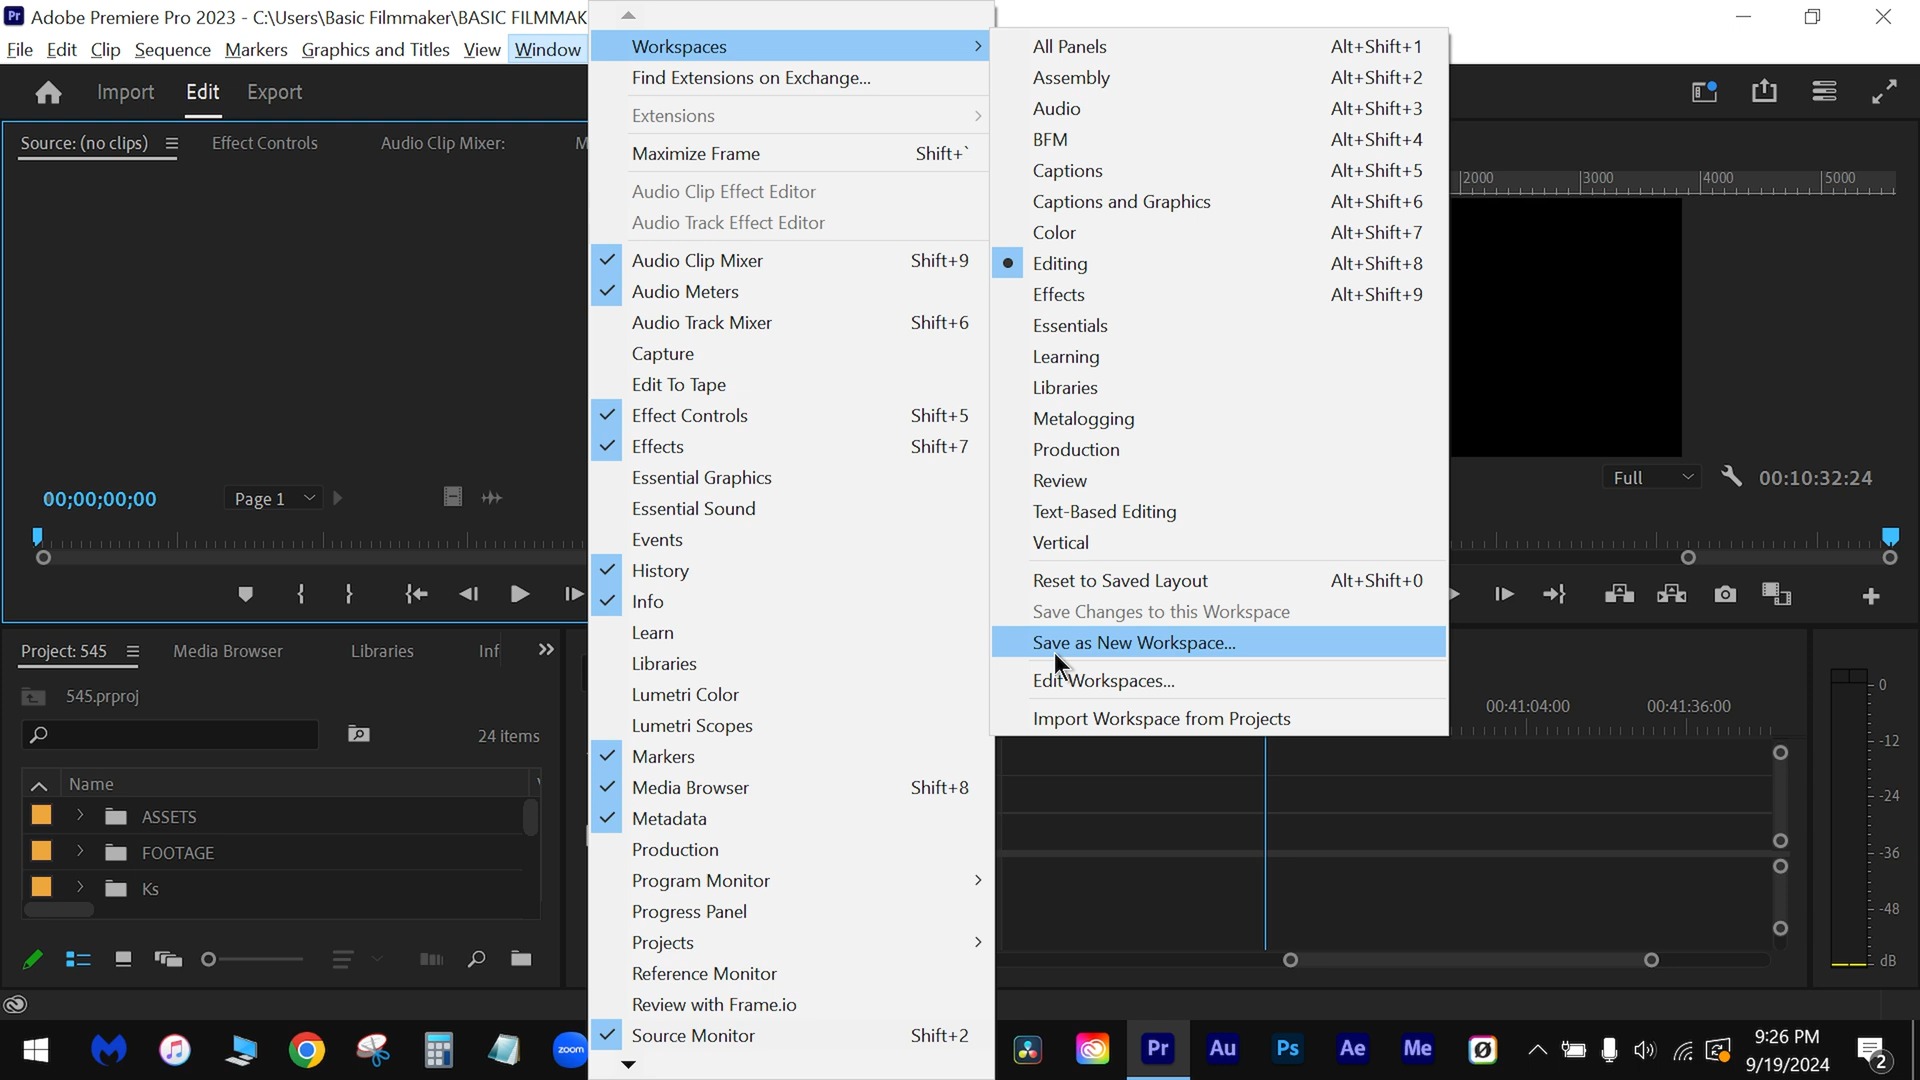 Adobe Premiere Pro 2023 - C:\Users\Basic Filmmaker\BASIC FILMMAK
File Edit Clip Sequence Markers Graphics and Titles View Window
Import Edit Export
Source: (no clips) Effect Controls Audio Clip Mixer: M
00;00;00;00 Page 1
Project: 545 Media Browser Libraries Inf
545.prproj
24 items
Name
ASSETS
FOOTAGE
Ks
Workspaces
Find Extensions on Exchange...
Extensions
Maximize Frame Shift+`
Audio Clip Effect Editor
Audio Track Effect Editor
Audio Clip Mixer Shift+9
Audio Meters
Audio Track Mixer Shift+6
Capture
Edit To Tape
Effect Controls Shift+5
Effects Shift+7
Essential Graphics
Essential Sound
Events
History
Info
Learn
Libraries
Lumetri Color
Lumetri Scopes
Markers
Media Browser Shift+8
Metadata
Production
Program Monitor
Progress Panel
Projects
Reference Monitor
Review with Frame.io
Source Monitor Shift+2
All Panels Alt+Shift+1
Assembly Alt+Shift+2
Audio Alt+Shift+3
BFM Alt+Shift+4
Captions Alt+Shift+5
Captions and Graphics Alt+Shift+6
Color Alt+Shift+7
Editing Alt+Shift+8
Effects Alt+Shift+9
Essentials
Learning
Libraries
Metalogging
Production
Review
Text-Based Editing
Vertical
Reset to Saved Layout Alt+Shift+0
Save Changes to this Workspace
Save as New Workspace...
Edit Workspaces...
Import Workspace from Projects
2000 3000 4000 5000
Full 00:10:32:24
00:41:04:00 00:41:36:00
0
-12
-24
-36
-48
dB
zoom Pr Au Ps Ae Me
9:26 PM
9/19/2024
2